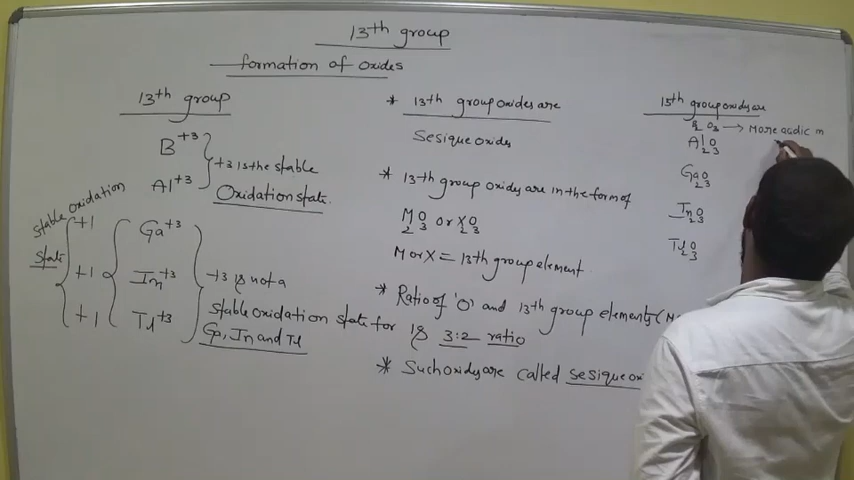 13th group
formation of oxides
13th group
B+3
Al+3
+3 is the stable
Oxidation state.
stable oxidation
state
+1
+1
+1
Ga+3
In+3
Tl+3
+3 is not a
stable oxidation state for
Ga, In and Tl
* 13th group oxides are
Sesique oxides
* 13th group oxides are in the form of
M2O3 or X2O3
M or X = 13th group element
* Ratio of 'O' and 13th group elements (M
is 3:2 ratio
* Such oxides are called sesique oxi
15th group oxides are
B2O3 → More acidic n
Al2O3
Ga2O3
In2O3
Tl2O3